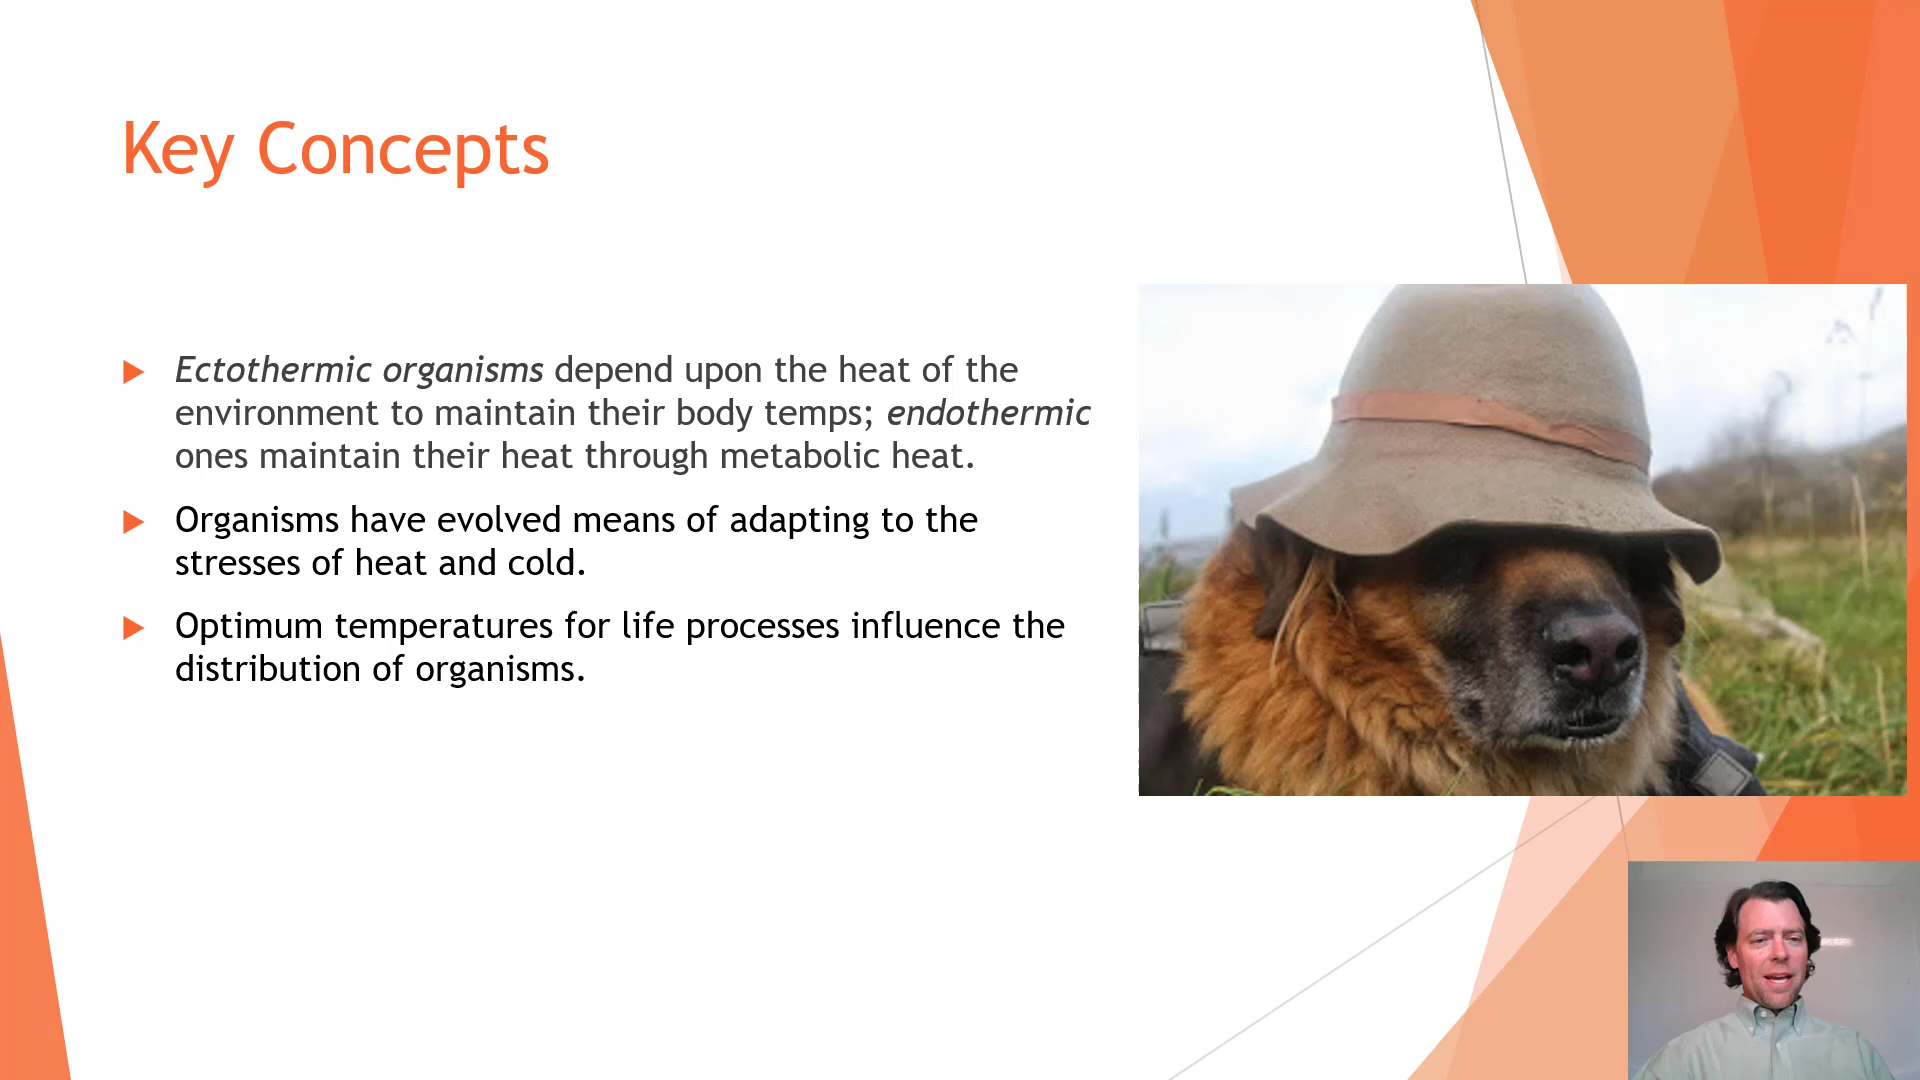 Key Concepts
Ectothermic organisms depend upon the heat of the
environment to maintain their body temps; endothermic
ones maintain their heat through metabolic heat.
Organisms have evolved means of adapting to the
stresses of heat and cold.
Optimum temperatures for life processes influence the
distribution of organisms.